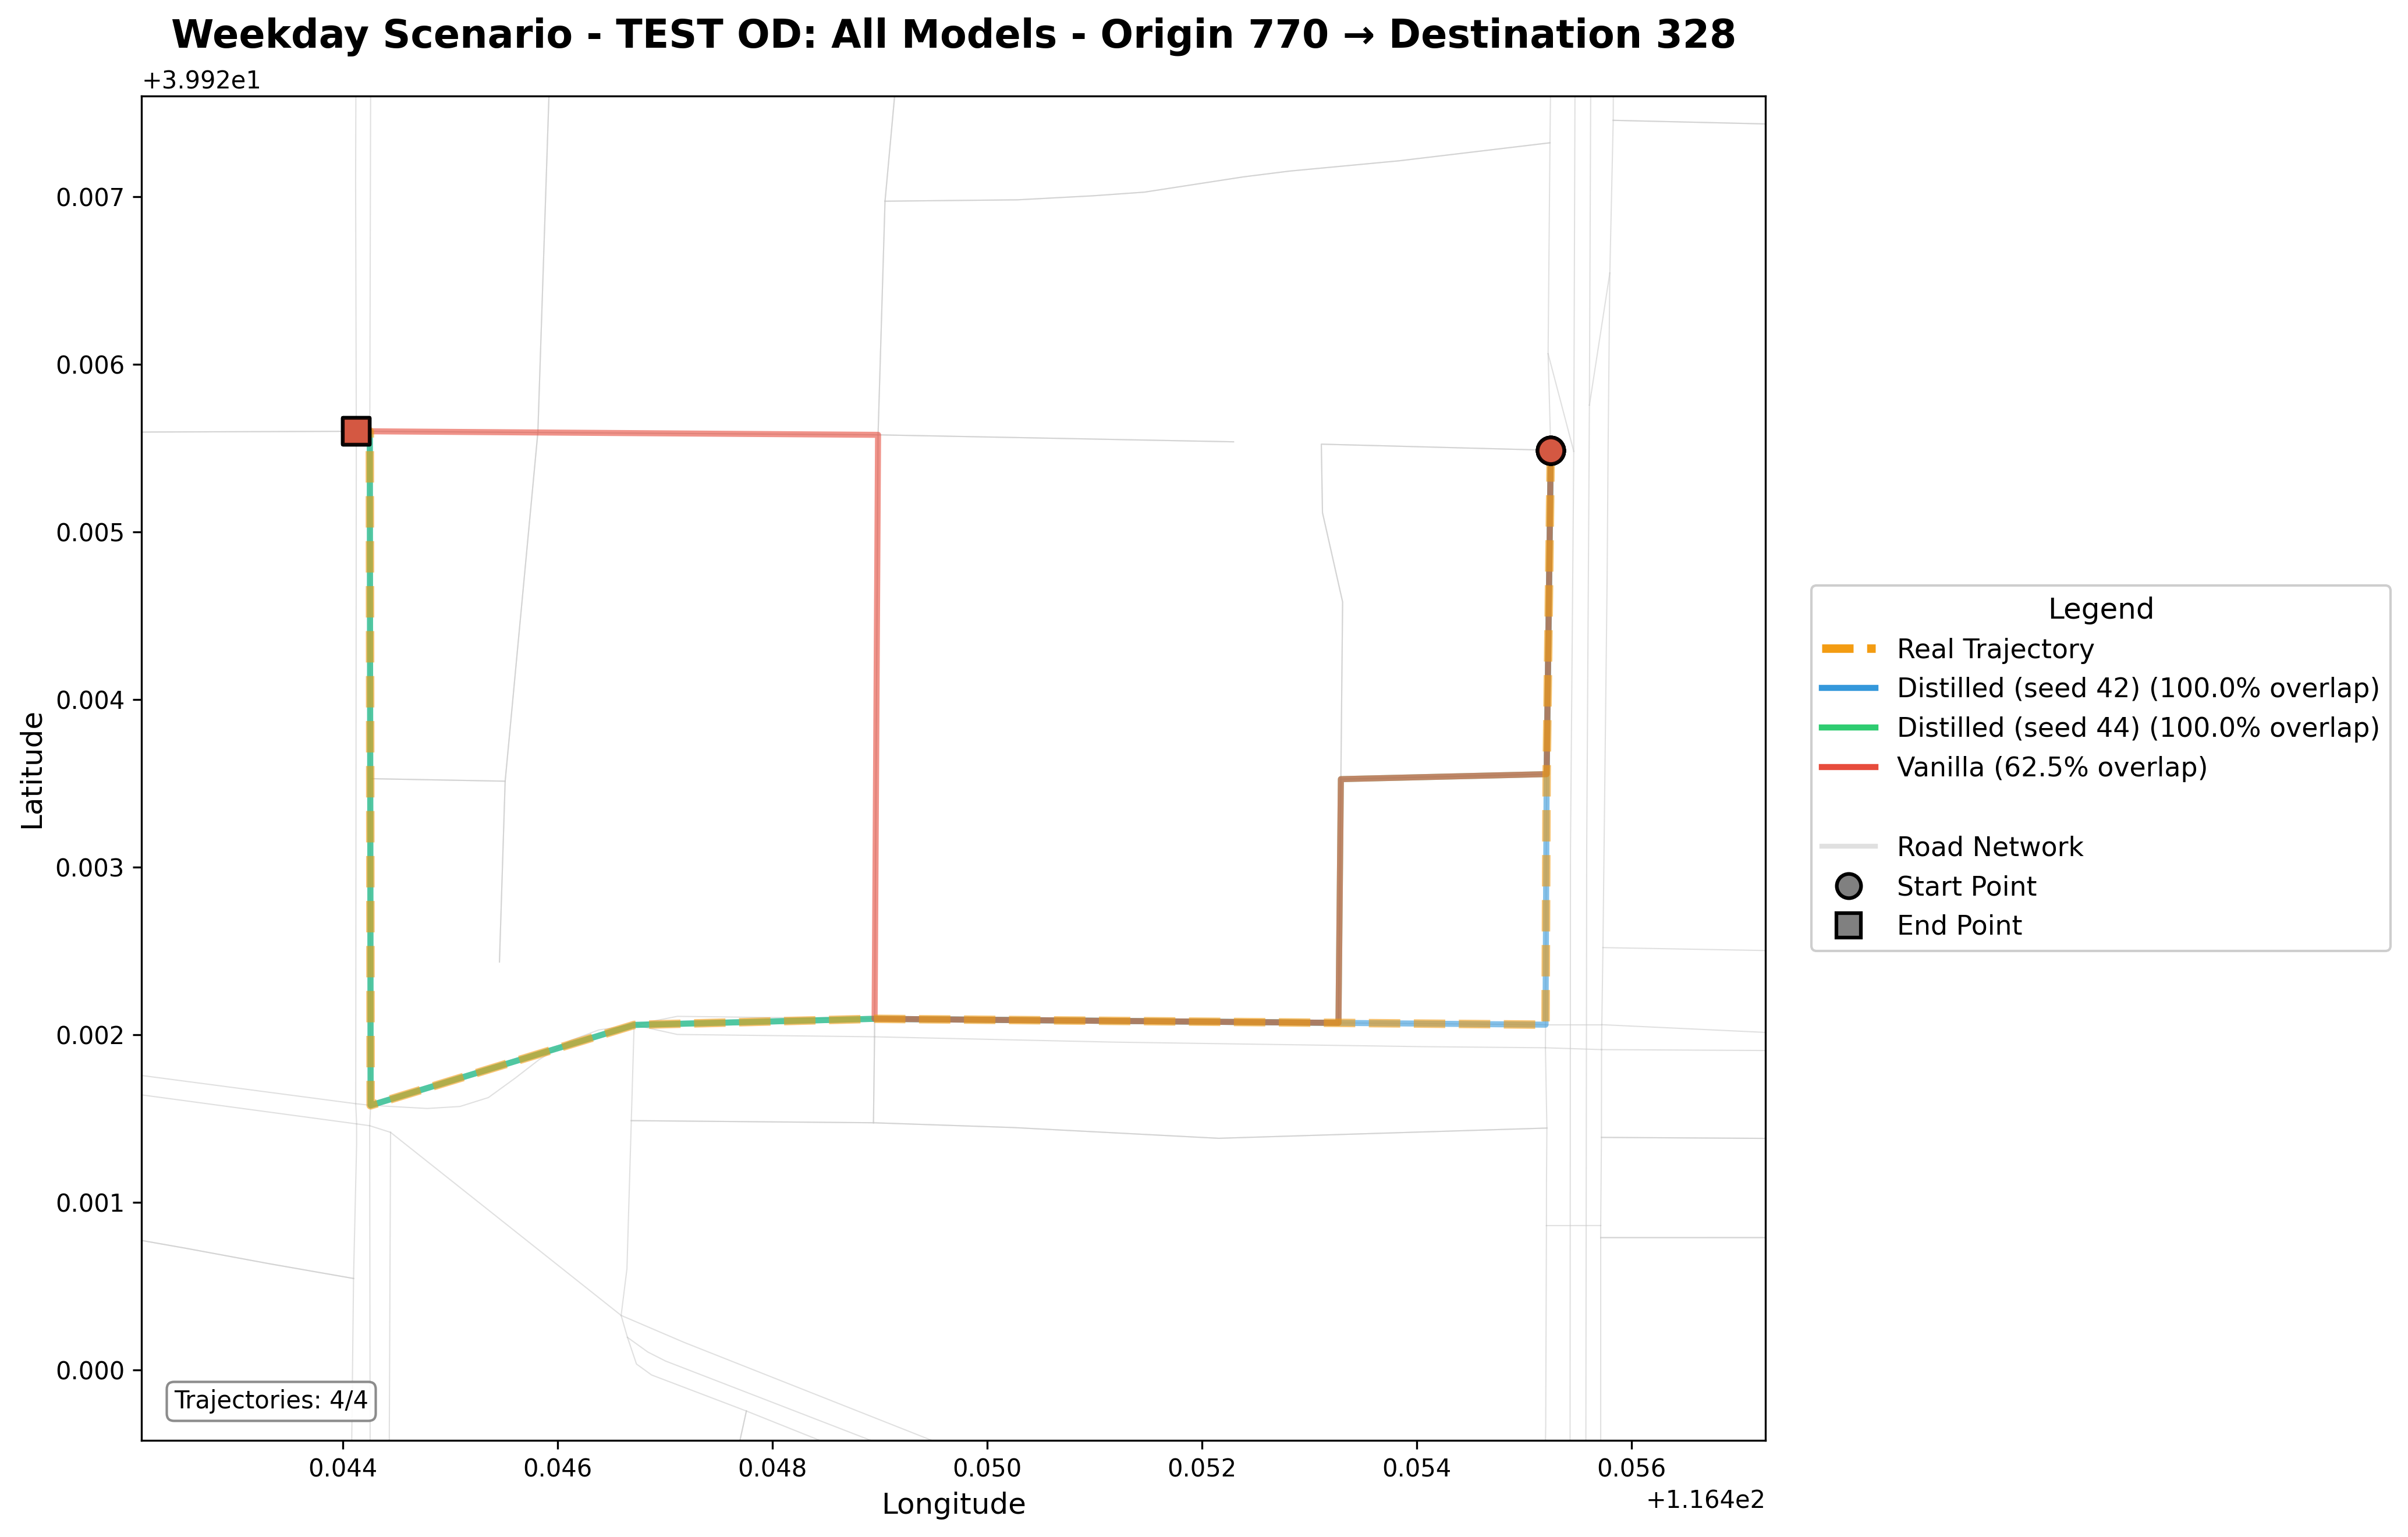 Weekday Scenario - TEST OD: All Models - Origin 770 → Destination 328
+3.992e1
0.007
0.006
0.005
0.004
0.003
0.002
0.001
0.000
Latitude
Trajectories: 4/4
0.044
0.046
0.048
0.050
0.052
0.054
0.056
Longitude
+1.164e2
Legend
Real Trajectory
Distilled (seed 42) (100.0% overlap)
Distilled (seed 44) (100.0% overlap)
Vanilla (62.5% overlap)
Road Network
Start Point
End Point